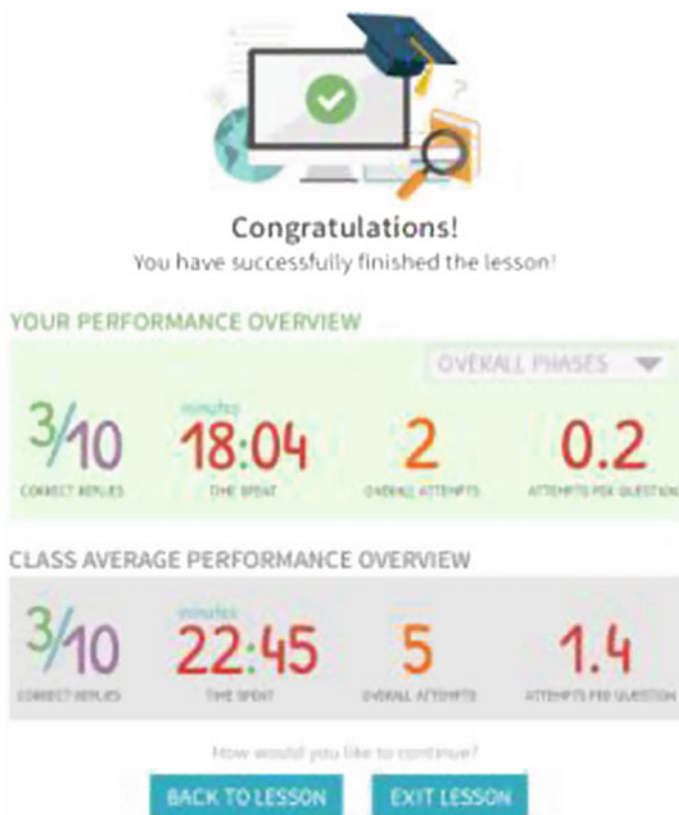 Congratulations!
You have successfully finished the lesson!
YOUR PERFORMANCE OVERVIEW
OVERALL PHASES
minutes
3/10 18:04 2 0.2
CORRECT REPLIES TIME SPENT OVERALL ATTEMPTS ATTEMPTS PER QUESTION
CLASS AVERAGE PERFORMANCE OVERVIEW
minutes
3/10 22:45 5 1.4
CORRECT REPLIES TIME SPENT OVERALL ATTEMPTS ATTEMPTS PER QUESTION
How would you like to continue?
BACK TO LESSON EXIT LESSON